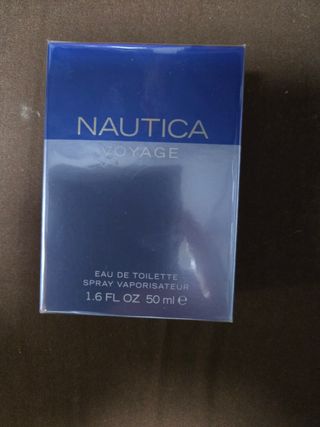 NAUTICA
VOYAGE
EAU DE TOILETTE
SPRAY VAPORISATEUR
1.6 FL OZ 50 ml ℮